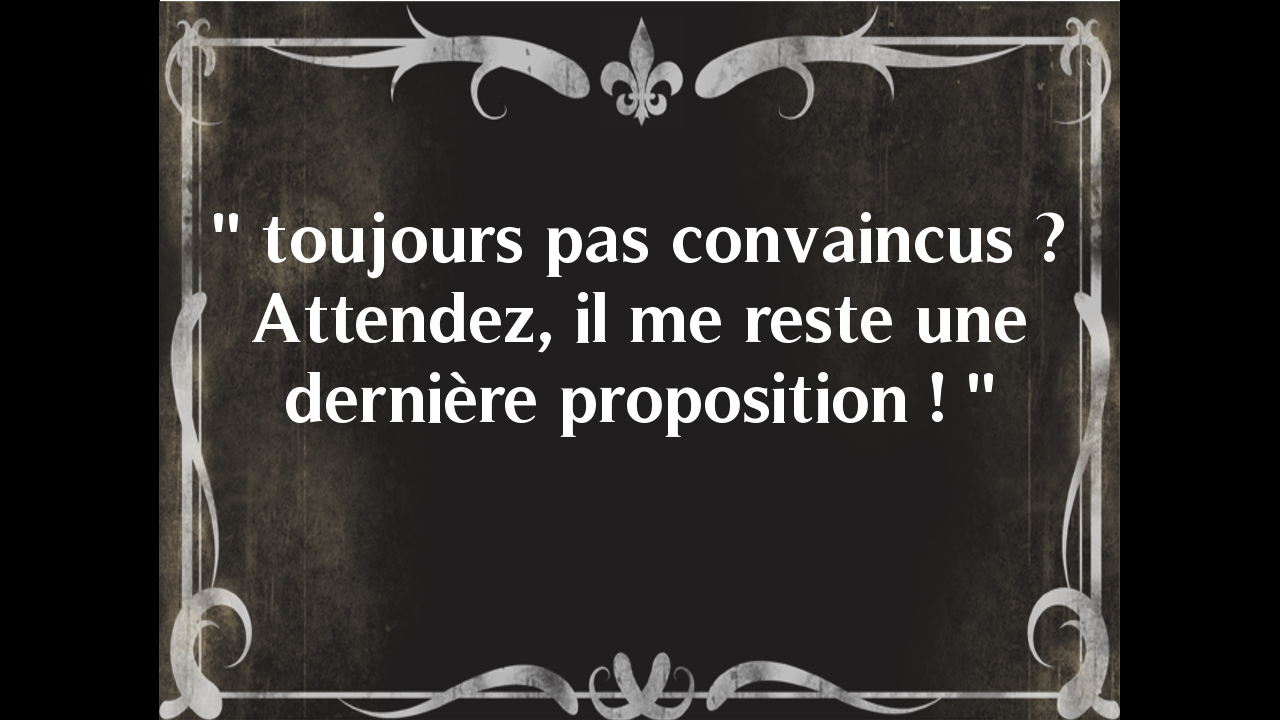 " toujours pas convaincus ?
Attendez, il me reste une
dernière proposition ! "